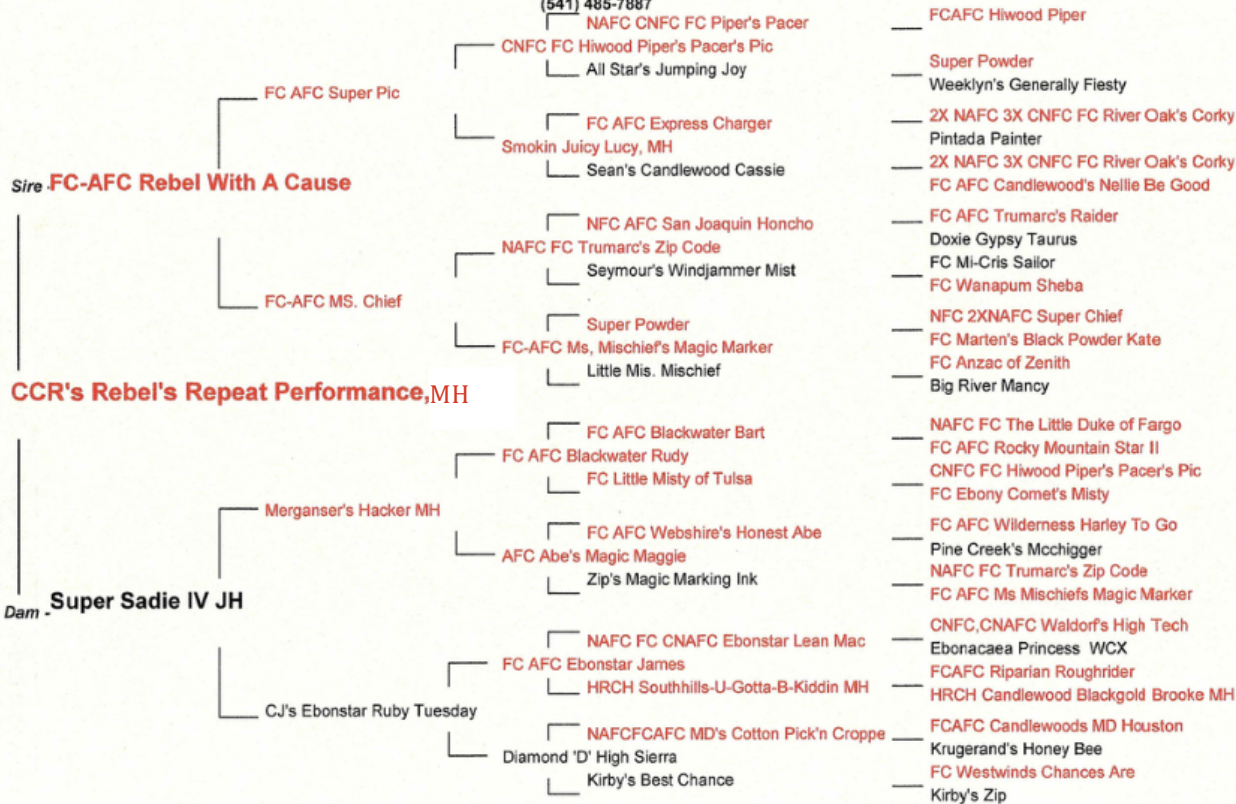 (541) 485-7887
NAFC CNFC FC Piper's Pacer
FCAFC Hiwood Piper
CNFC FC Hiwood Piper's Pacer's Pic
All Star's Jumping Joy
Super Powder
Weeklyn's Generally Fiesty
FC AFC Super Pic
FC AFC Express Charger
2X NAFC 3X CNFC FC River Oak's Corky
Pintada Painter
Smokin Juicy Lucy, MH
Sean's Candlewood Cassie
2X NAFC 3X CNFC FC River Oak's Corky
FC AFC Candlewood's Nellie Be Good
Sire - FC-AFC Rebel With A Cause
NFC AFC San Joaquin Honcho
FC AFC Trumarc's Raider
Doxie Gypsy Taurus
NAFC FC Trumarc's Zip Code
Seymour's Windjammer Mist
FC Mi-Cris Sailor
FC Wanapum Sheba
FC-AFC MS. Chief
Super Powder
NFC 2XNAFC Super Chief
FC Marten's Black Powder Kate
FC-AFC Ms, Mischief's Magic Marker
Little Mis. Mischief
FC Anzac of Zenith
Big River Mancy
CCR's Rebel's Repeat Performance,MH
FC AFC Blackwater Bart
NAFC FC The Little Duke of Fargo
FC AFC Rocky Mountain Star II
FC AFC Blackwater Rudy
FC Little Misty of Tulsa
CNFC FC Hiwood Piper's Pacer's Pic
FC Ebony Comet's Misty
Merganser's Hacker MH
FC AFC Webshire's Honest Abe
FC AFC Wilderness Harley To Go
Pine Creek's Mcchigger
AFC Abe's Magic Maggie
Zip's Magic Marking Ink
NAFC FC Trumarc's Zip Code
FC AFC Ms Mischiefs Magic Marker
Dam - Super Sadie IV JH
NAFC FC CNAFC Ebonstar Lean Mac
CNFC,CNAFC Waldorf's High Tech
Ebonacaea Princess WCX
FC AFC Ebonstar James
HRCH Southhills-U-Gotta-B-Kiddin MH
FCAFC Riparian Roughrider
HRCH Candlewood Blackgold Brooke MH
CJ's Ebonstar Ruby Tuesday
NAFCFCAFC MD's Cotton Pick'n Croppe
FCAFC Candlewoods MD Houston
Krugerand's Honey Bee
Diamond 'D' High Sierra
Kirby's Best Chance
FC Westwinds Chances Are
Kirby's Zip